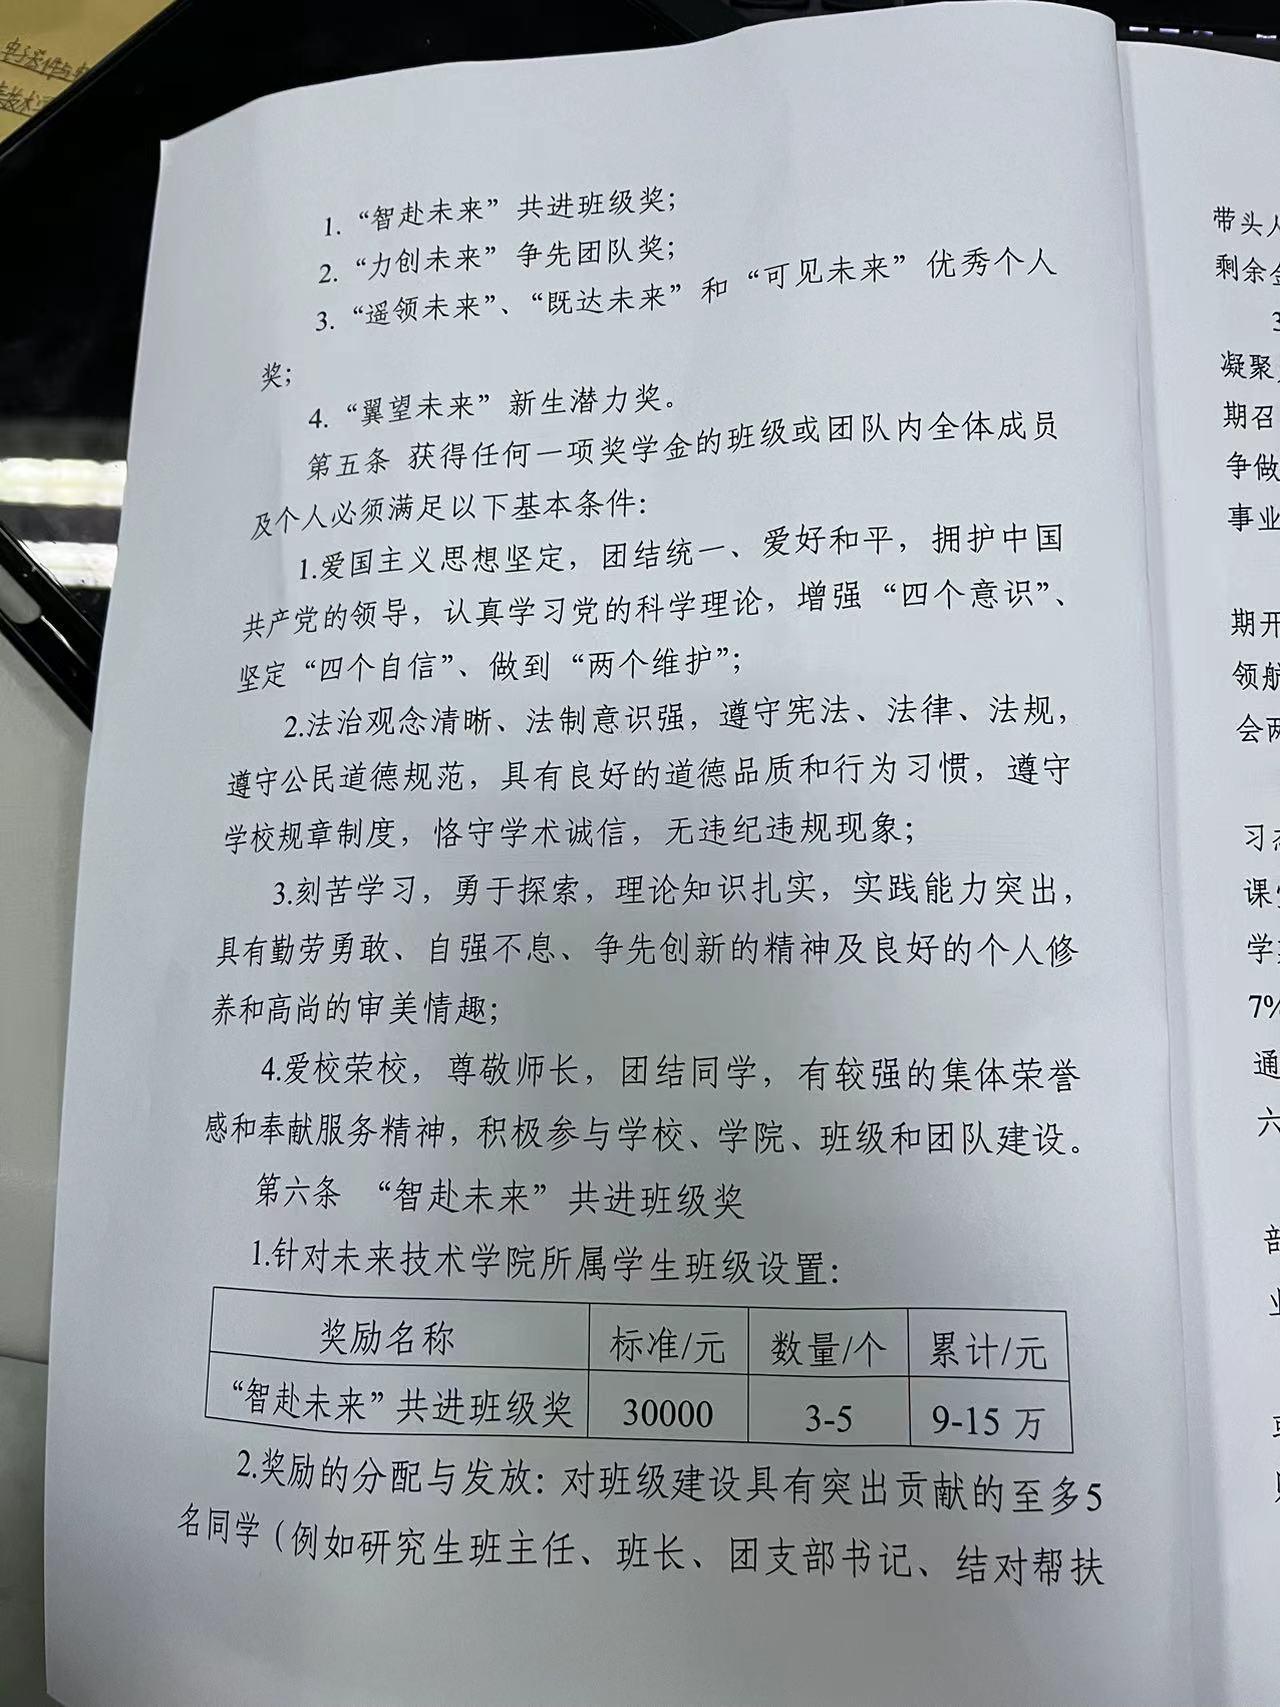 1. “智赴未来” 共进班级奖；
2. “力创未来” 争先团队奖；
3. “遥领未来”、“既达未来” 和 “可见未来” 优秀个人
奖；
4. “翼望未来” 新生潜力奖。
第五条 获得任何一项奖学金的班级或团队内全体成员
及个人必须满足以下基本条件：
1.爱国主义思想坚定，团结统一、爱好和平，拥护中国
共产党的领导，认真学习党的科学理论，增强 “四个意识”、
坚定 “四个自信”、做到 “两个维护”；
2.法治观念清晰、法制意识强，遵守宪法、法律、法规，
遵守公民道德规范，具有良好的道德品质和行为习惯，遵守
学校规章制度，恪守学术诚信，无违纪违规现象；
3.刻苦学习，勇于探索，理论知识扎实，实践能力突出，
具有勤劳勇敢、自强不息、争先创新的精神及良好的个人修
养和高尚的审美情趣；
4.爱校荣校，尊敬师长，团结同学，有较强的集体荣誉
感和奉献服务精神，积极参与学校、学院、班级和团队建设。
第六条 “智赴未来” 共进班级奖
1.针对未来技术学院所属学生班级设置：
奖励名称 标准/元 数量/个 累计/元
“智赴未来” 共进班级奖 30000 3-5 9-15 万
2.奖励的分配与发放：对班级建设具有突出贡献的至多5
名同学（例如研究生班主任、班长、团支部书记、结对帮扶
带头人
剩余
3
凝聚
期召
争做
事业
期开
领航
会两
习
课
学
7%
通
六